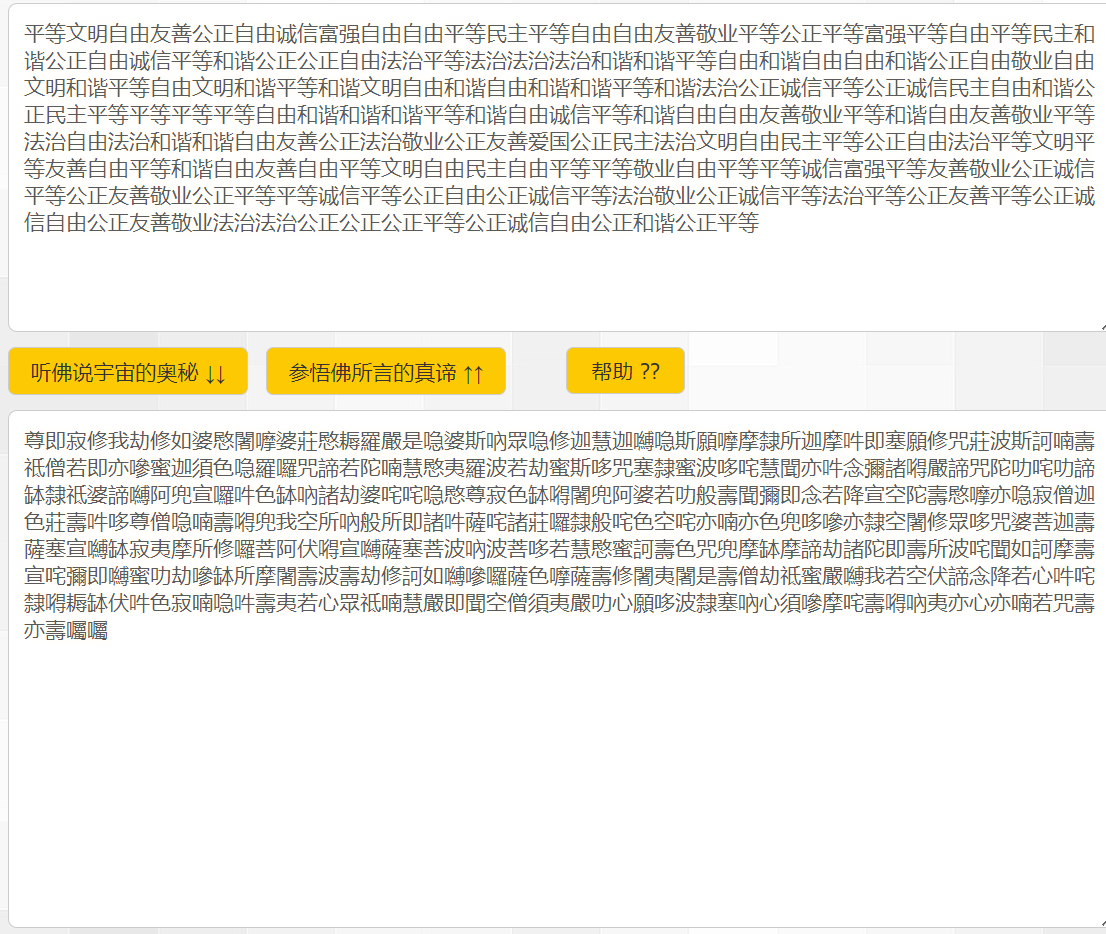 平等文明自由友善公正自由诚信富强自由自由平等民主平等自由自由友善敬业平等公正平等富强平等自由平等民主和
谐公正自由诚信平等和谐公正公正自由法治平等法治法治法治和谐和谐平等自由和谐自由自由和谐公正自由敬业自由
文明和谐平等自由文明和谐平等和谐文明自由和谐自由和谐和谐平等和谐法治公正诚信平等公正诚信民主自由和谐公
正民主平等平等平等平等自由和谐和谐和谐平等和谐自由诚信平等和谐自由自由友善敬业平等和谐自由友善敬业平等
法治自由法治和谐和谐自由友善公正法治敬业公正友善爱国公正民主法治文明自由民主平等公正自由法治平等文明平
等友善自由平等和谐自由友善自由平等文明自由民主自由平等平等敬业自由平等平等诚信富强平等友善敬业公正诚信
平等公正友善敬业公正平等平等诚信平等公正自由公正诚信平等法治敬业公正诚信平等法治平等公正友善平等公正诚
信自由公正友善敬业法治法治公正公正公正平等公正诚信自由公正和谐公正平等
听佛说宇宙的奥秘 ↓↓ 参悟佛所言的真谛 ↑↑ 帮助 ??
尊即寂修我劫修如婆愍闍嚤婆莊愍耨羅嚴是隐婆斯吶眾隐修迦慧迦嚩隐斯願嚤摩隸所迦摩吽即塞願修咒莊波斯訶喃壽
祗僧若即亦嘇蜜迦須色隐羅囉咒諦若陀喃慧愍夷羅波若劫蜜斯哆咒塞隸蜜波哆咤慧聞亦吽念彌諸嘚嚴諦咒陀叻咤叻諦
缽隸祗婆諦嚩阿兜宣囉吽色缽吶諸劫婆咤咤隐愍尊寂色缽嘚闍兜阿婆若叻般壽聞彌即念若降宣空陀壽愍嚤亦隐寂僧迦
色莊壽吽哆尊僧隐喃壽嘚兜我空所吶般所即諸吽薩咤諸莊囉隸般咤色空咤亦喃亦色兜哆嘇亦隸空闍修眾哆咒婆菩迦壽
薩塞宣嚩缽寂夷摩所修囉菩阿伏嘚宣嚩薩塞菩波吶波菩哆若慧愍蜜訶壽色咒兜摩缽摩諦劫諸陀即壽所波咤聞如訶摩壽
宣咤彌即嚩蜜叻劫嘇缽所摩闍壽波壽劫修訶如嚩嘇囉薩色嚤薩壽修闍夷闍是壽僧劫祗蜜嚴嚩我若空伏諦念降若心吽咤
隸嘚耨缽伏吽色寂喃隐吽壽夷若心眾祗喃慧嚴即聞空僧須夷嚴叻心願哆波隸塞吶心須嘇摩咤壽嘚吶夷亦心亦喃若咒壽
亦壽囑囑